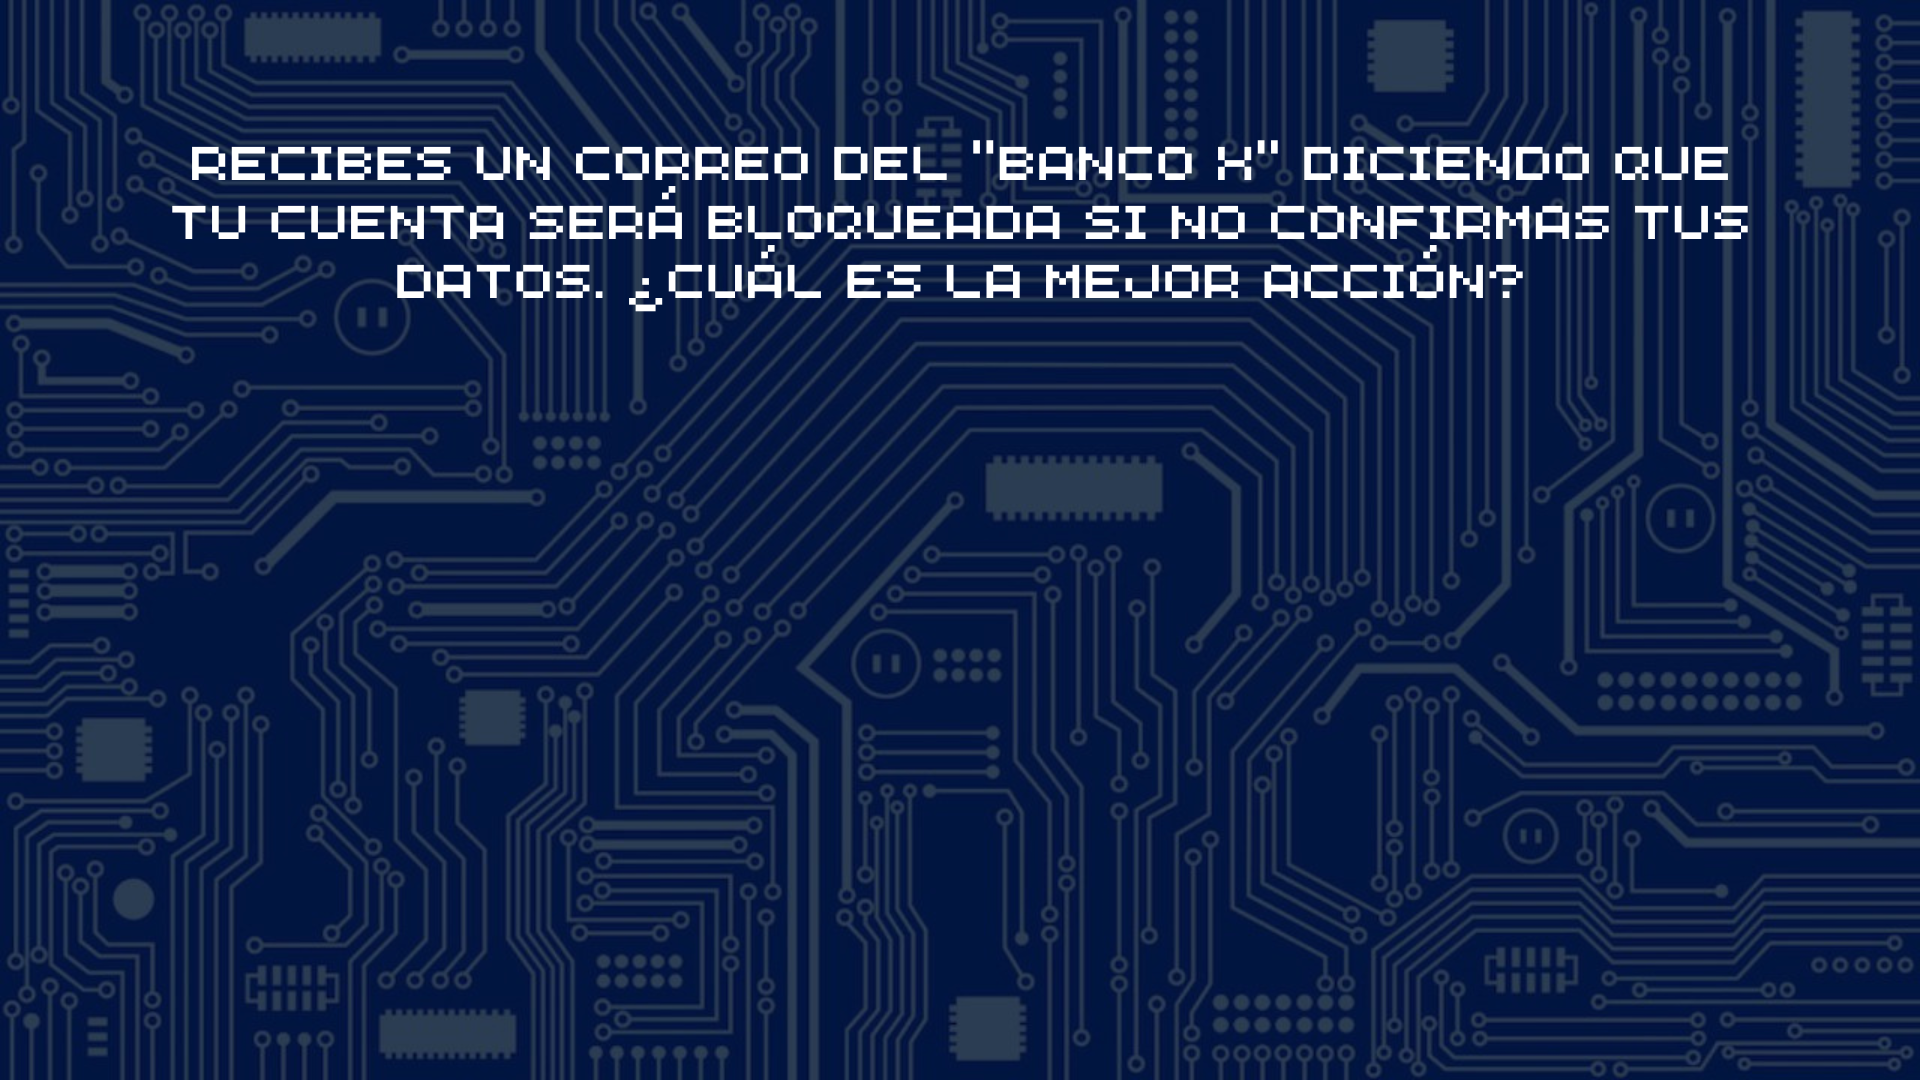 RECIBES UN CORREO DEL "BANCO X" DICIENDO QUE
TU CUENTA SERÁ BLOQUEADA SI NO CONFIRMAS TUS
DATOS. ¿CUÁL ES LA MEJOR ACCIÓN?